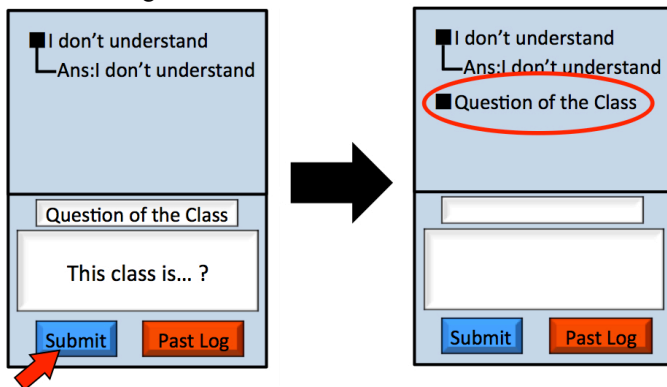 ■I don't understand
Ans:I don't understand
Question of the Class
This class is... ?
Submit
Past Log
■I don't understand
Ans:I don't understand
■Question of the Class
Submit
Past Log